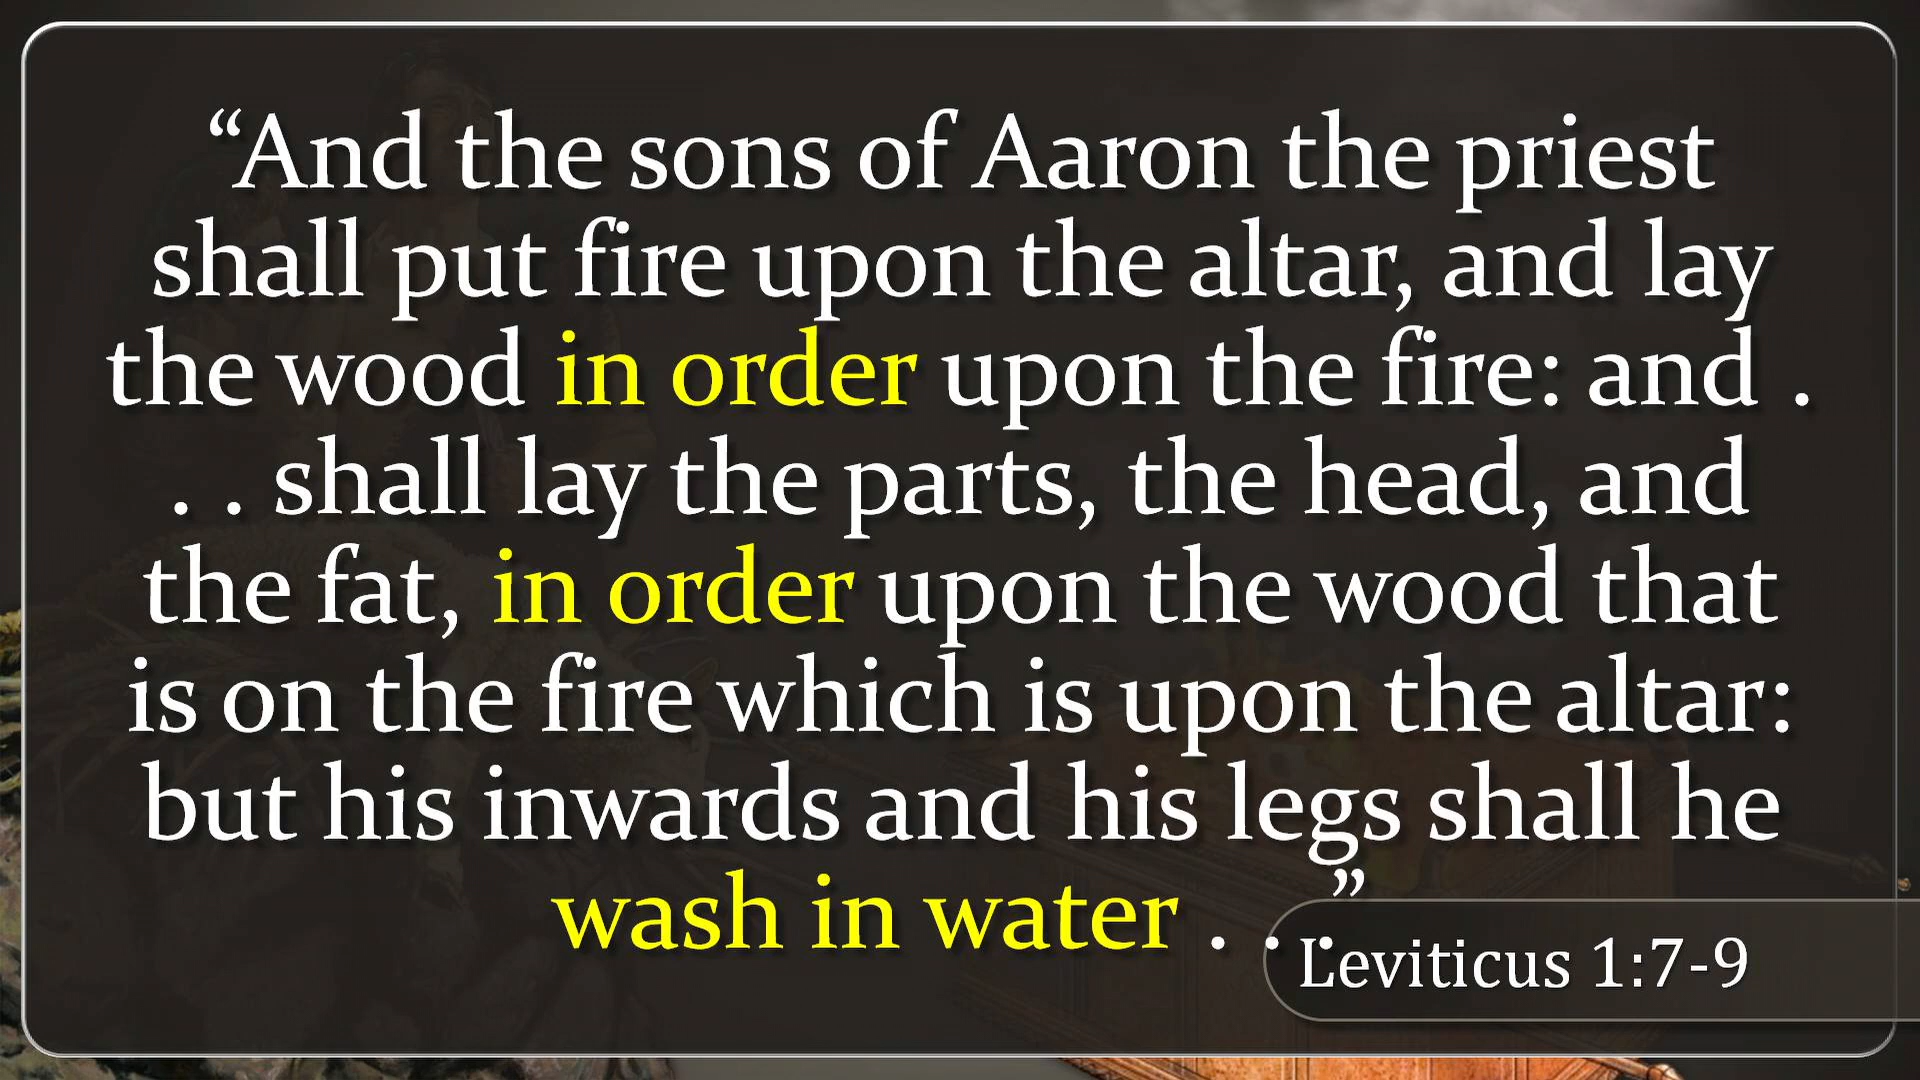 “And the sons of Aaron the priest
shall put fire upon the altar, and lay
the wood in order upon the fire: and .
. . shall lay the parts, the head, and
the fat, in order upon the wood that
is on the fire which is upon the altar:
but his inwards and his legs shall he
wash in water . . .”
Leviticus 1:7-9